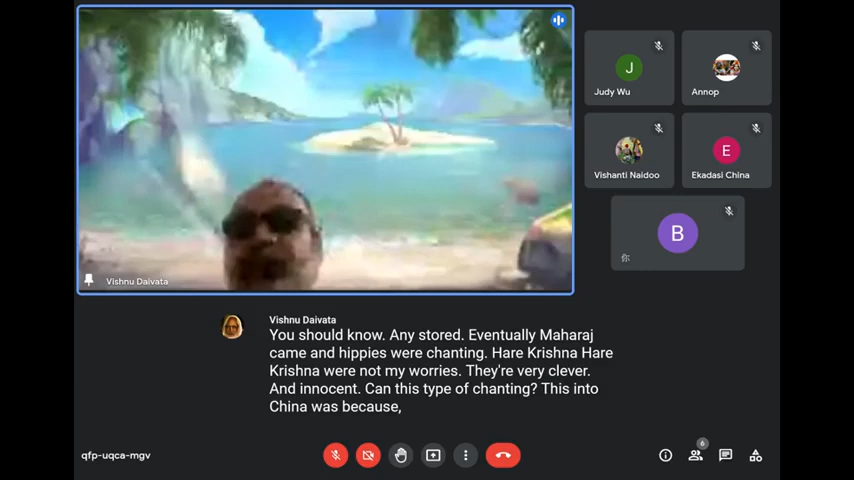 Vishnu Daivata
Judy Wu
Annop
Vishanti Naidoo
Ekadasi China
你
Vishnu Daivata
You should know. Any stored. Eventually Maharaj
came and hippies were chanting. Hare Krishna Hare
Krishna were not my worries. They're very clever.
And innocent. Can this type of chanting? This into
China was because,
qfp-uqca-mgv
J
E
B
6